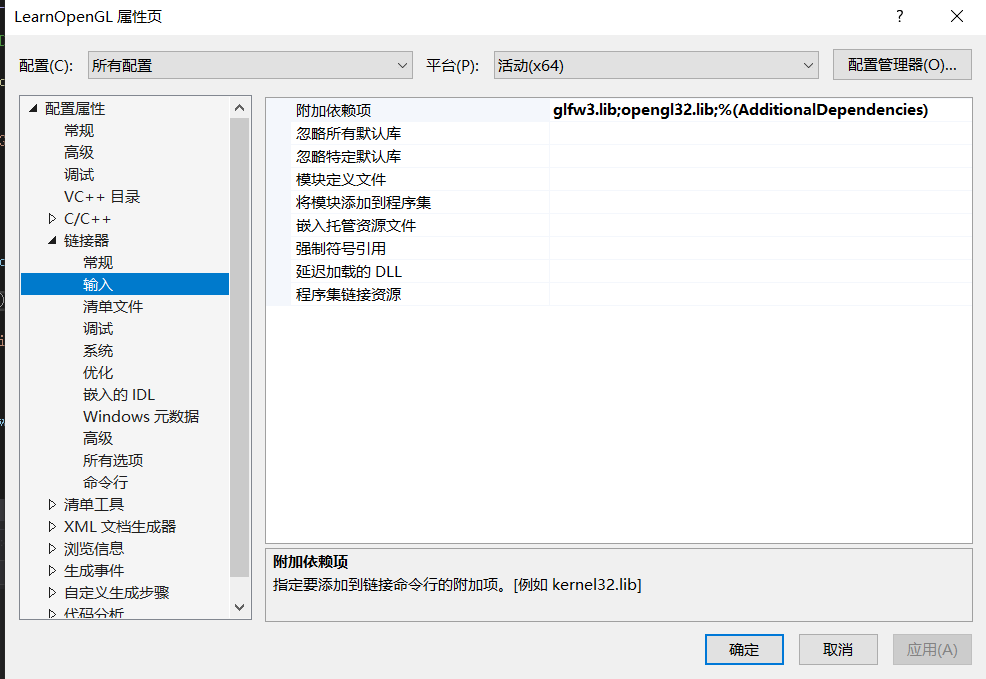 LearnOpenGL 属性页
配置(C): 所有配置 平台(P): 活动(x64) 配置管理器(O)...
配置属性
常规
高级
调试
VC++ 目录
C/C++
链接器
常规
输入
清单文件
调试
系统
优化
嵌入的 IDL
Windows 元数据
高级
所有选项
命令行
清单工具
XML 文档生成器
浏览信息
生成事件
自定义生成步骤
代码分析
附加依赖项 glfw3.lib;opengl32.lib;%(AdditionalDependencies)
忽略所有默认库
忽略特定默认库
模块定义文件
将模块添加到程序集
嵌入托管资源文件
强制符号引用
延迟加载的 DLL
程序集链接资源
附加依赖项
指定要添加到链接命令行的附加项。[例如 kernel32.lib]
确定 取消 应用(A)